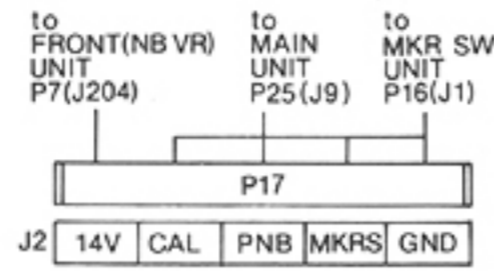 to
FRONT(NB VR)
UNIT
P7(J204)
to
MAIN
UNIT
P25(J9)
to
MKR SW
UNIT
P16(J1)
P17
J2 14V CAL PNB MKRS GND